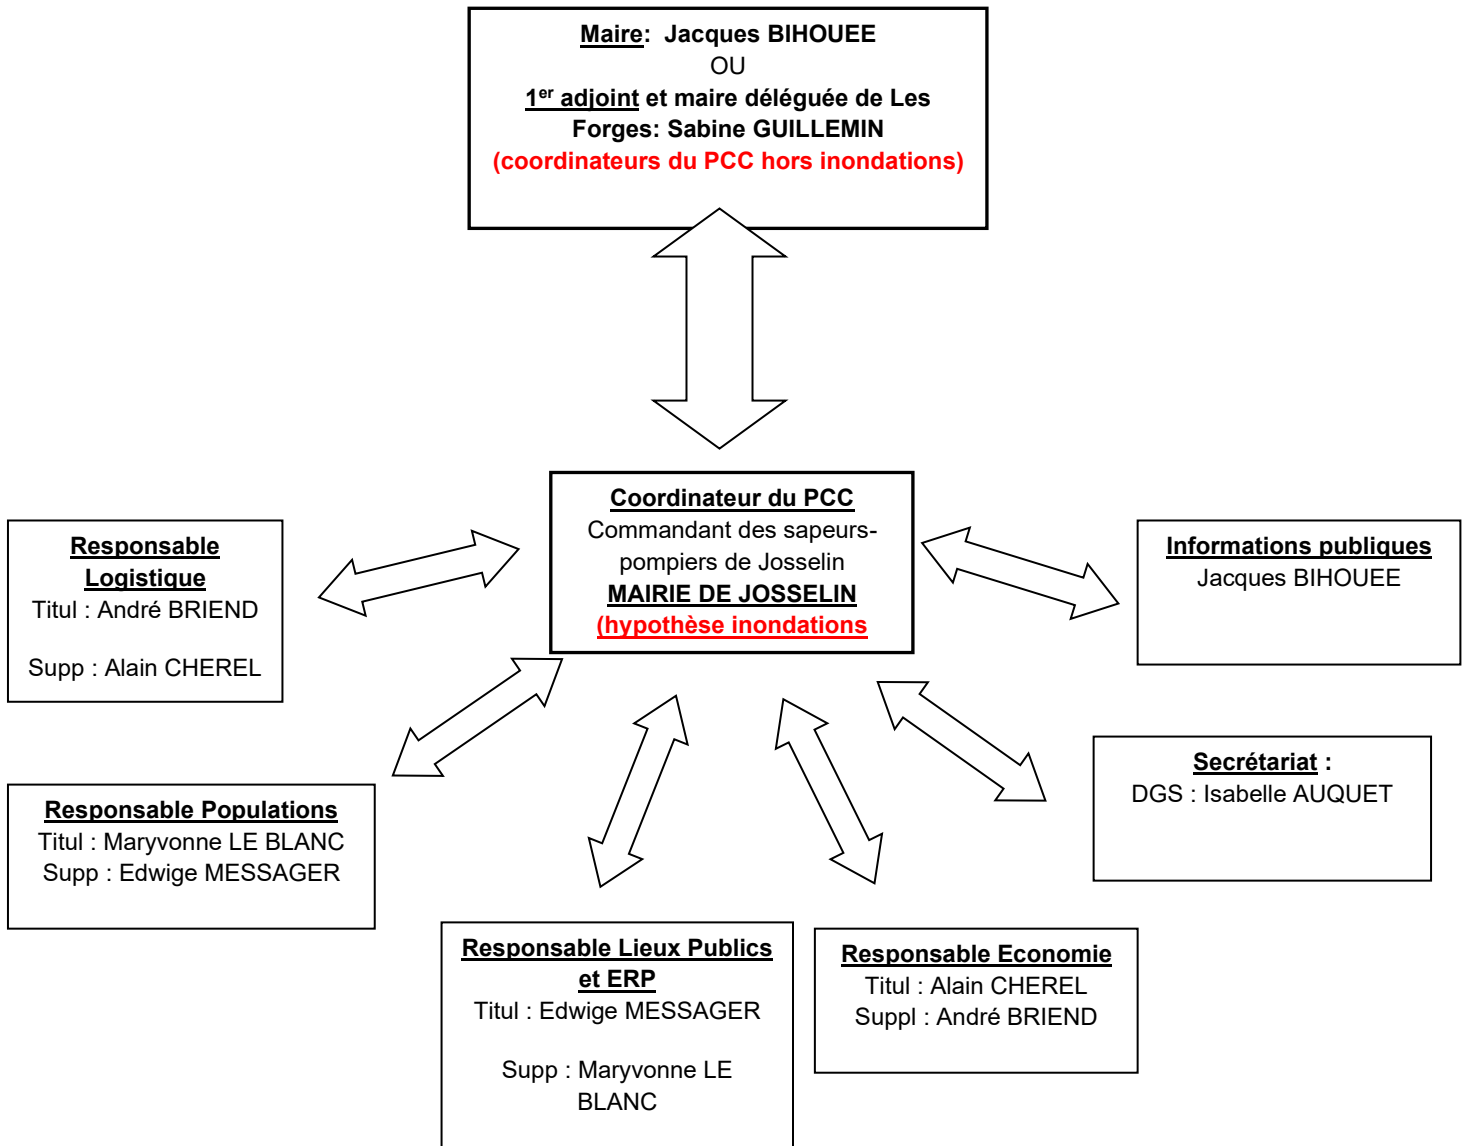 Maire:  Jacques BIHOUEE
OU
1er adjoint et maire déléguée de Les
Forges: Sabine GUILLEMIN
(coordinateurs du PCC hors inondations)
Coordinateur du PCC
Commandant des sapeurs-
pompiers de Josselin
MAIRIE DE JOSSELIN
(hypothèse inondations
Responsable
Logistique
Titul : André BRIEND
Supp : Alain CHEREL
Informations publiques
Jacques BIHOUEE
Responsable Populations
Titul : Maryvonne LE BLANC
Supp : Edwige MESSAGER
Secrétariat :
DGS : Isabelle AUQUET
Responsable Lieux Publics
et ERP
Titul : Edwige MESSAGER
Supp : Maryvonne LE
BLANC
Responsable Economie
Titul : Alain CHEREL
Suppl : André BRIEND